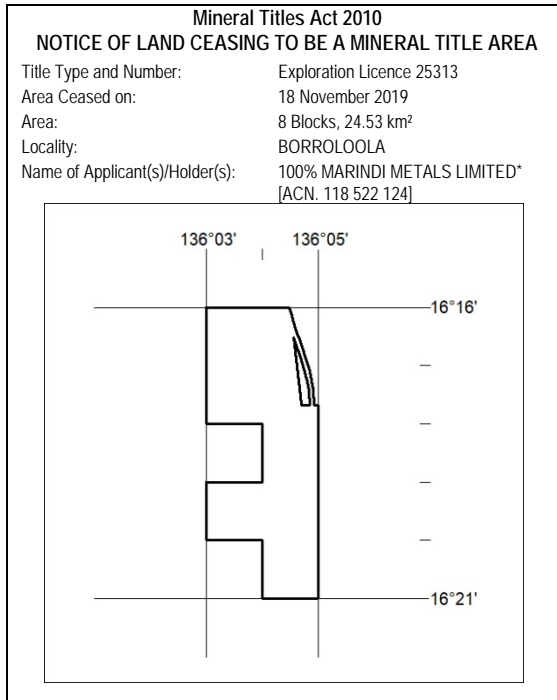 Mineral Titles Act 2010
NOTICE OF LAND CEASING TO BE A MINERAL TITLE AREA
Title Type and Number: Exploration Licence 25313
Area Ceased on: 18 November 2019
Area: 8 Blocks, 24.53 km²
Locality: BORROLOOLA
Name of Applicant(s)/Holder(s): 100% MARINDI METALS LIMITED*
[ACN. 118 522 124]
136°03' 136°05'
16°16'
16°21'